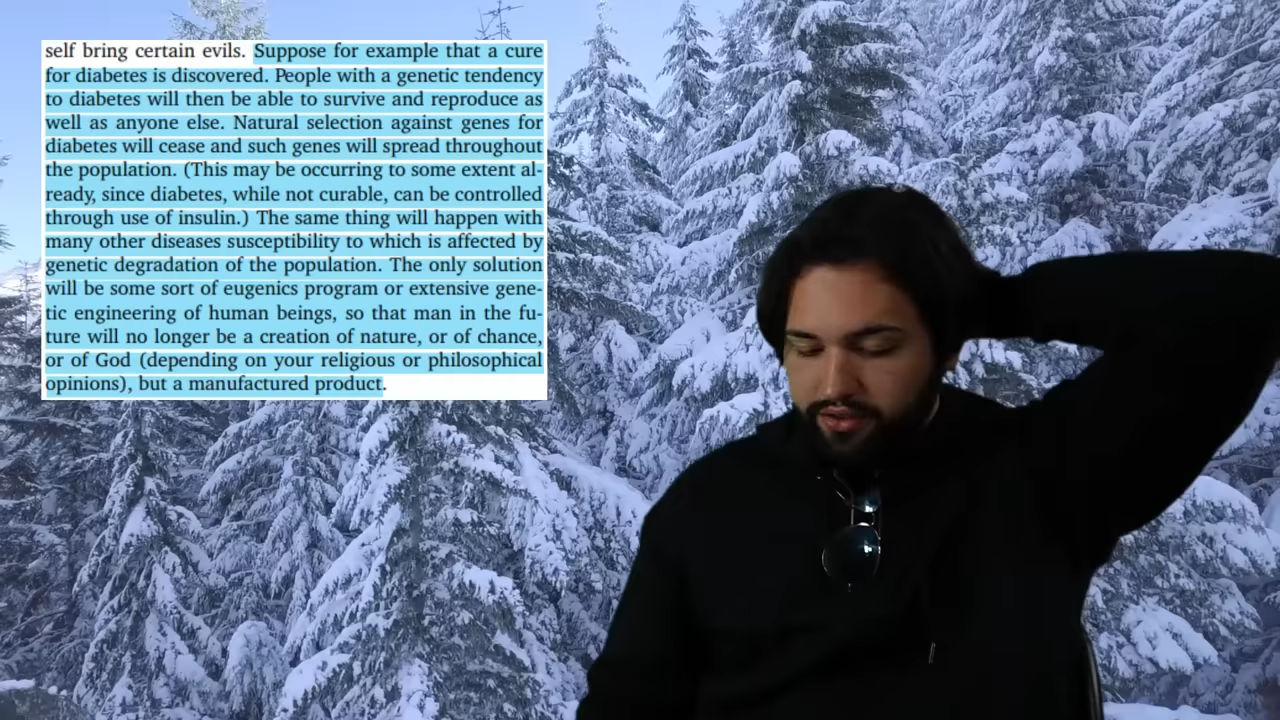 self bring certain evils. Suppose for example that a cure
for diabetes is discovered. People with a genetic tendency
to diabetes will then be able to survive and reproduce as
well as anyone else. Natural selection against genes for
diabetes will cease and such genes will spread throughout
the population. (This may be occurring to some extent al-
ready, since diabetes, while not curable, can be controlled
through use of insulin.) The same thing will happen with
many other diseases susceptibility to which is affected by
genetic degradation of the population. The only solution
will be some sort of eugenics program or extensive gene-
tic engineering of human beings, so that man in the fu-
ture will no longer be a creation of nature, or of chance,
or of God (depending on your religious or philosophical
opinions), but a manufactured product.